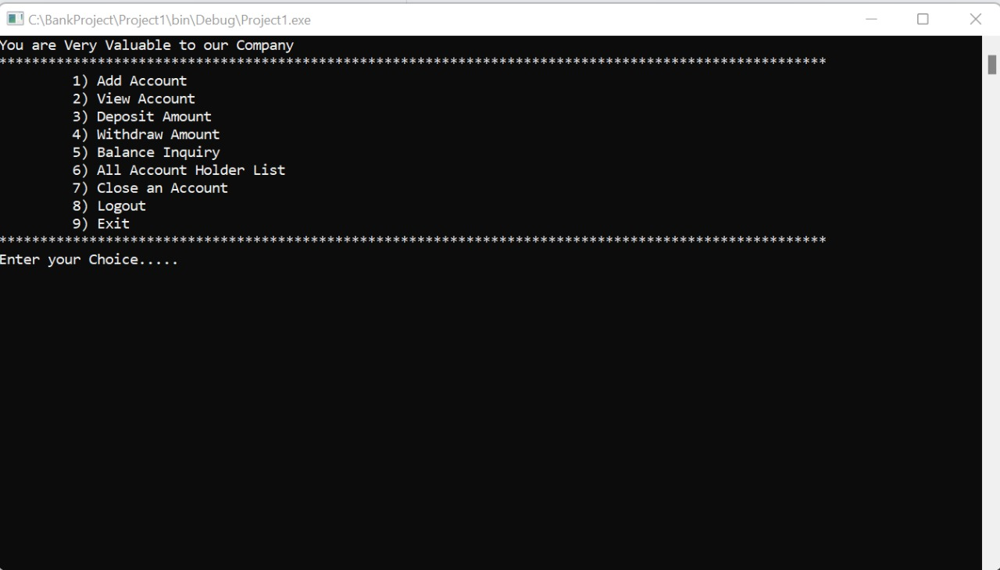 C:\BankProject\Project1\bin\Debug\Project1.exe
You are Very Valuable to our Company
*****************************************************************************************************
1) Add Account
2) View Account
3) Deposit Amount
4) Withdraw Amount
5) Balance Inquiry
6) All Account Holder List
7) Close an Account
8) Logout
9) Exit
*****************************************************************************************************
Enter your Choice.....